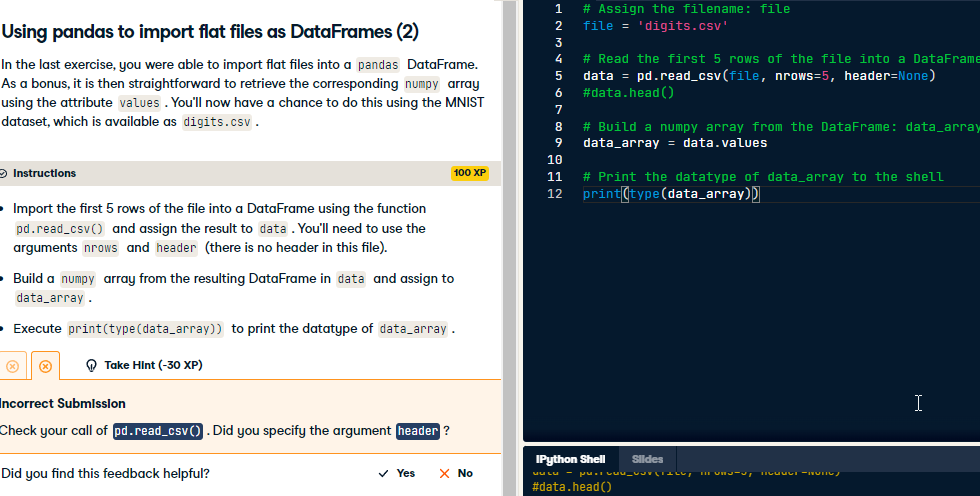 Using pandas to import flat files as DataFrames (2)
In the last exercise, you were able to import flat files into a pandas DataFrame.
As a bonus, it is then straightforward to retrieve the corresponding numpy array
using the attribute values . You'll now have a chance to do this using the MNIST
dataset, which is available as digits.csv .
Instructions
100 XP
Import the first 5 rows of the file into a DataFrame using the function
pd.read_csv() and assign the result to data . You'll need to use the
arguments nrows and header (there is no header in this file).
Build a numpy array from the resulting DataFrame in data and assign to
data_array .
Execute print(type(data_array)) to print the datatype of data_array .
Take Hint (-30 XP)
Incorrect Submission
Check your call of pd.read_csv() . Did you specify the argument header ?
Did you find this feedback helpful?
Yes
No
1 # Assign the filename: file
2 file = 'digits.csv'
3
4 # Read the first 5 rows of the file into a DataFrame
5 data = pd.read_csv(file, nrows=5, header=None)
6 #data.head()
7
8 # Build a numpy array from the DataFrame: data_array
9 data_array = data.values
10
11 # Print the datatype of data_array to the shell
12 print(type(data_array))
IPython Shell
Slides
data = pd.read_csv(file, nrows=5, header=None)
#data.head()